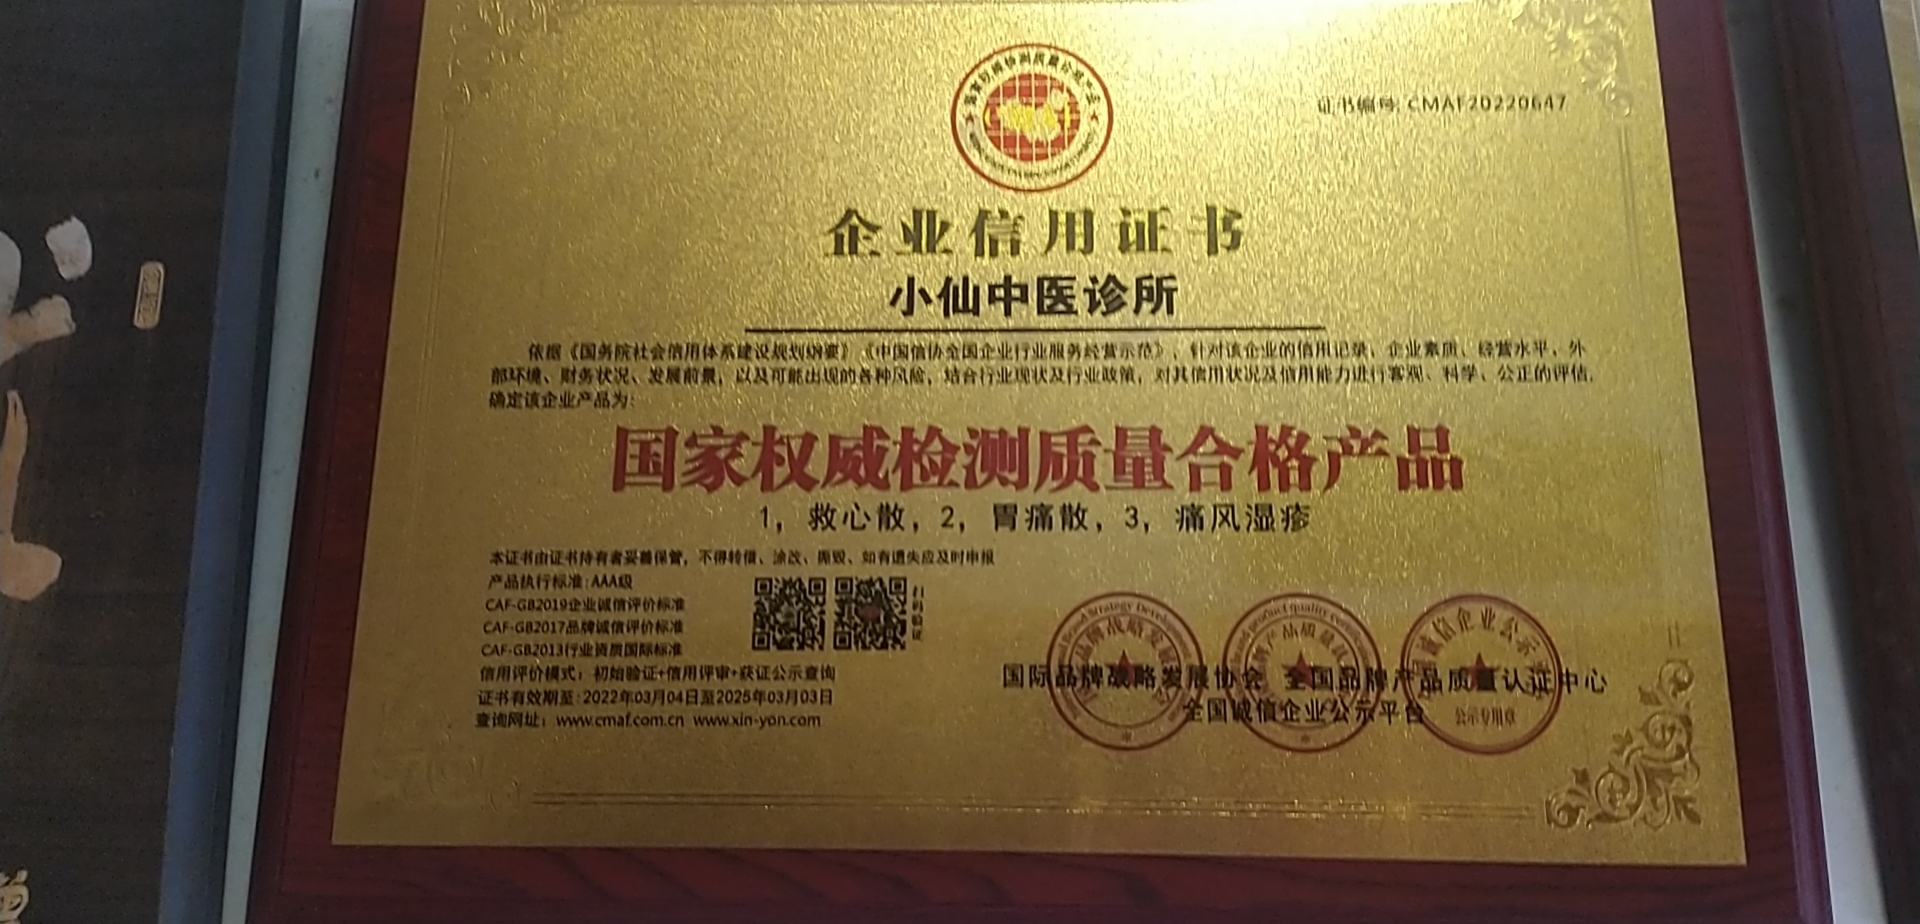 证书编号: CMAF20220647
企业信用证书
小仙中医诊所
依据《国务院社会信用体系建设规划纲要》《中国信协全国企业行业服务经营示范》,针对该企业的信用记录、企业素质、经营水平、外
部环境、财务状况、发展前景,以及可能出现的各种风险,结合行业现状及行业政策,对其信用状况及信用能力进行客观、科学、公正的评估,
确定该企业产品为:
国家权威检测质量合格产品
1,救心散,2,胃痛散,3,痛风湿疹
本证书由证书持有者妥善保管,不得转借、涂改、撕毁、如有遗失应及时申报
产品执行标准:AAA级
CAF-GB2019企业诚信评价标准
CAF-GB2017品牌诚信评价标准
CAF-GB2013行业资质国际标准
信用评价模式:初始验证+信用评审+获证公示查询
证书有效期至:2022年03月04日至2025年03月03日
查询网址:www.cmaf.com.cn www.xin-yon.com
国际品牌战略发展协会 全国品牌产品质量认证中心
全国诚信企业公示平台
公示专用章